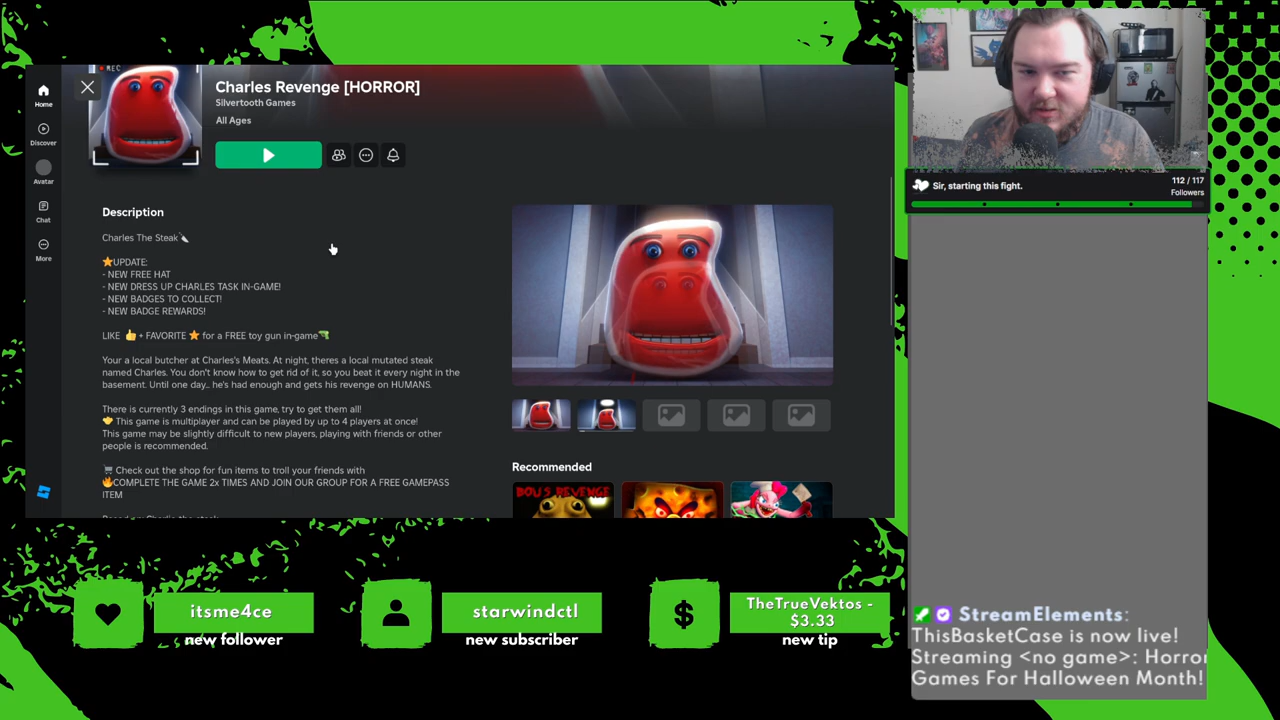 REC
Charles Revenge [HORROR]
Silvertooth Games
All Ages
Home
Discover
Avatar
Chat
More
Description
Charles The Steak🔪
⭐UPDATE:
- NEW FREE HAT
- NEW DRESS UP CHARLES TASK IN-GAME!
- NEW BADGES TO COLLECT!
- NEW BADGE REWARDS!
LIKE 👍+ FAVORITE ⭐ for a FREE toy gun in-game🔫
Your a local butcher at Charles's Meats. At night, theres a local mutated steak
named Charles. You don't know how to get rid of it, so you beat it every night in the
basement. Until one day.. he's had enough and gets his revenge on HUMANS.
There is currently 3 endings in this game, try to get them all!
🤝 This game is multiplayer and can be played by up to 4 players at once!
This game may be slightly difficult to new players, playing with friends or other
people is recommended.
🛒 Check out the shop for fun items to troll your friends with
🔥COMPLETE THE GAME 2x TIMES AND JOIN OUR GROUP FOR A FREE GAMEPASS
ITEM
Recommended
BOU'S REVENGE
Sir, starting this fight.
112 / 117
Followers
itsme4ce
new follower
starwindctl
new subscriber
TheTrueVektos -
$3.33
new tip
StreamElements:
ThisBasketCase is now live!
Streaming <no game>: Horror
Games For Halloween Month!